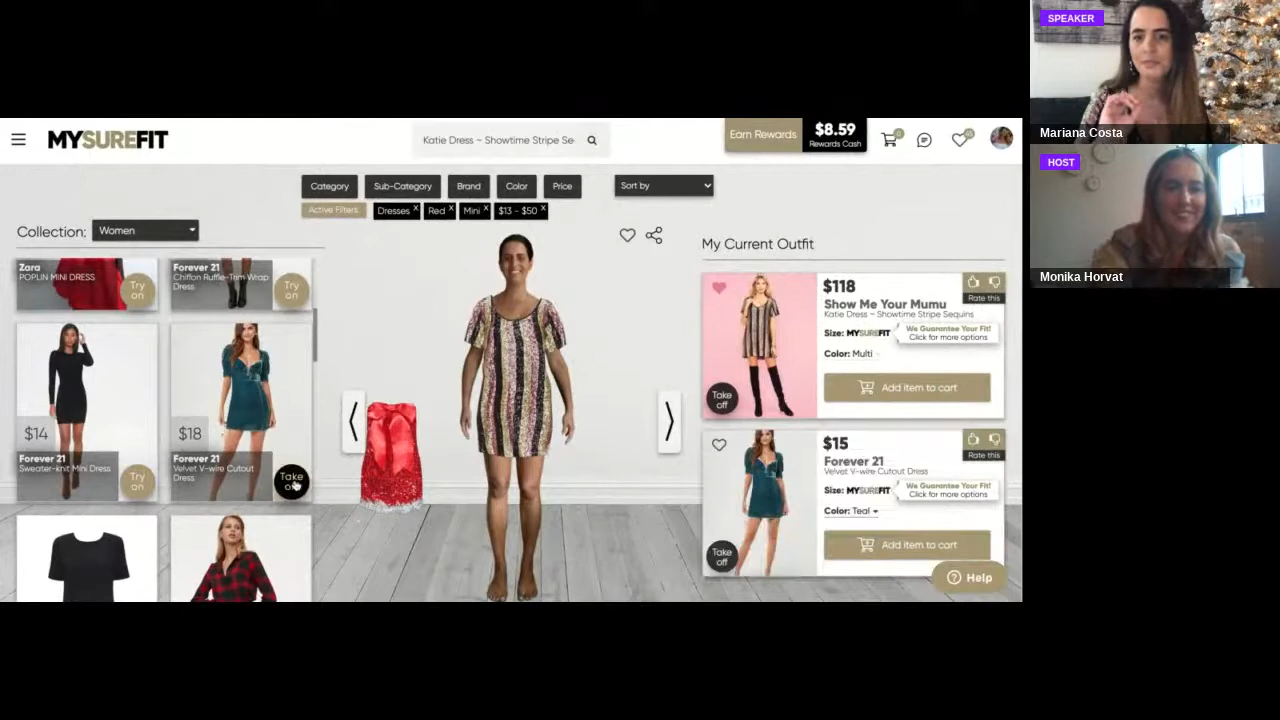 SPEAKER
Mariana Costa
HOST
Monika Horvat
MYSUREFIT
Katie Dress ~ Showtime Stripe Se
Earn Rewards
$8.59
Rewards Cash
0
Category
Sub-Category
Brand
Color
Price
Sort by
Active Filters
Dresses x
Red x
Mini x
$13 - $50 x
Collection:
Women
Zara
POPLIN MINI DRESS
Try
on
Forever 21
Chiffon Ruffle-Trim Wrap
Dress
Try
on
$14
Forever 21
Sweater-knit Mini Dress
Try
on
$18
Forever 21
Velvet V-wire Cutout
Dress
Take
My Current Outfit
$118
Show Me Your Mumu
Katie Dress ~ Showtime Stripe Sequins
Size: MYSUREFIT
We Guarantee Your Fit!
Click for more options
Color: Multi
Rate this
Take
off
Add item to cart
$15
Forever 21
Velvet V-wire Cutout Dress
Size: MYSUREFIT
We Guarantee Your Fit!
Click for more options
Color: Teal
Rate this
Take
off
Add item to cart
Help